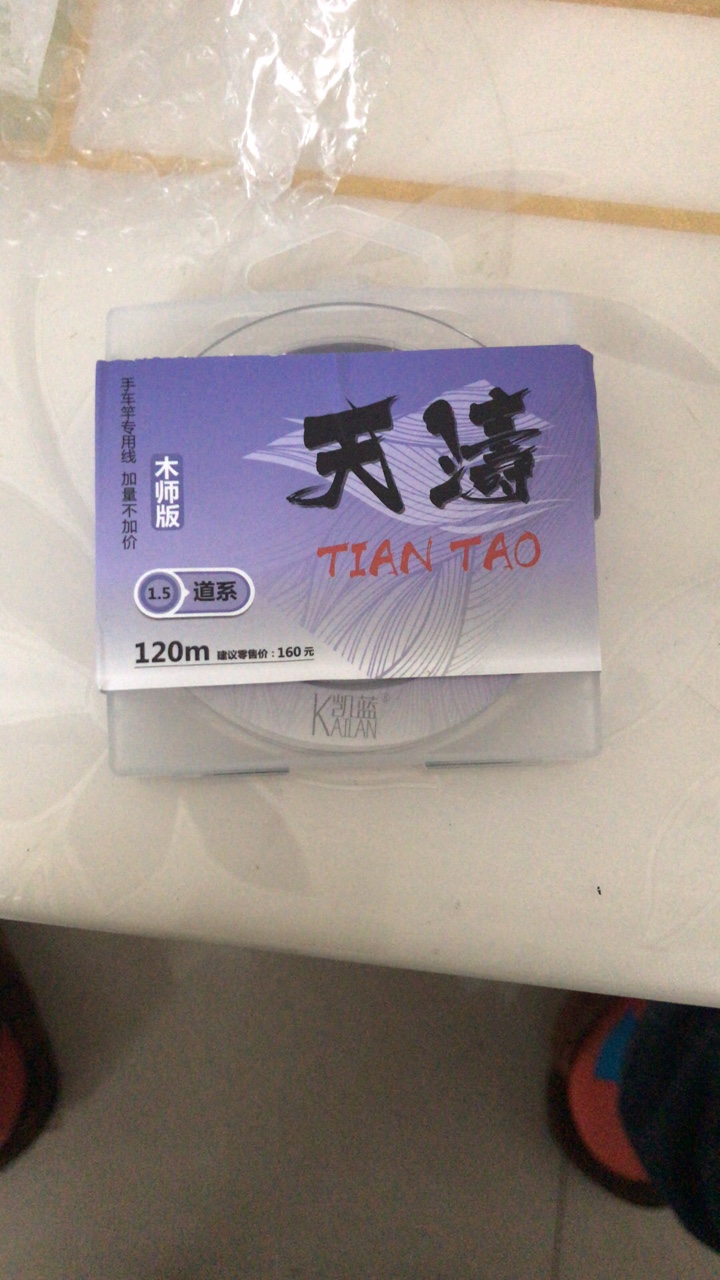 手车竿专用线 加量不加价
木师版
天涛
TIAN TAO
1.5 道系
120m 建议零售价：160元
凯蓝®
KAILAN